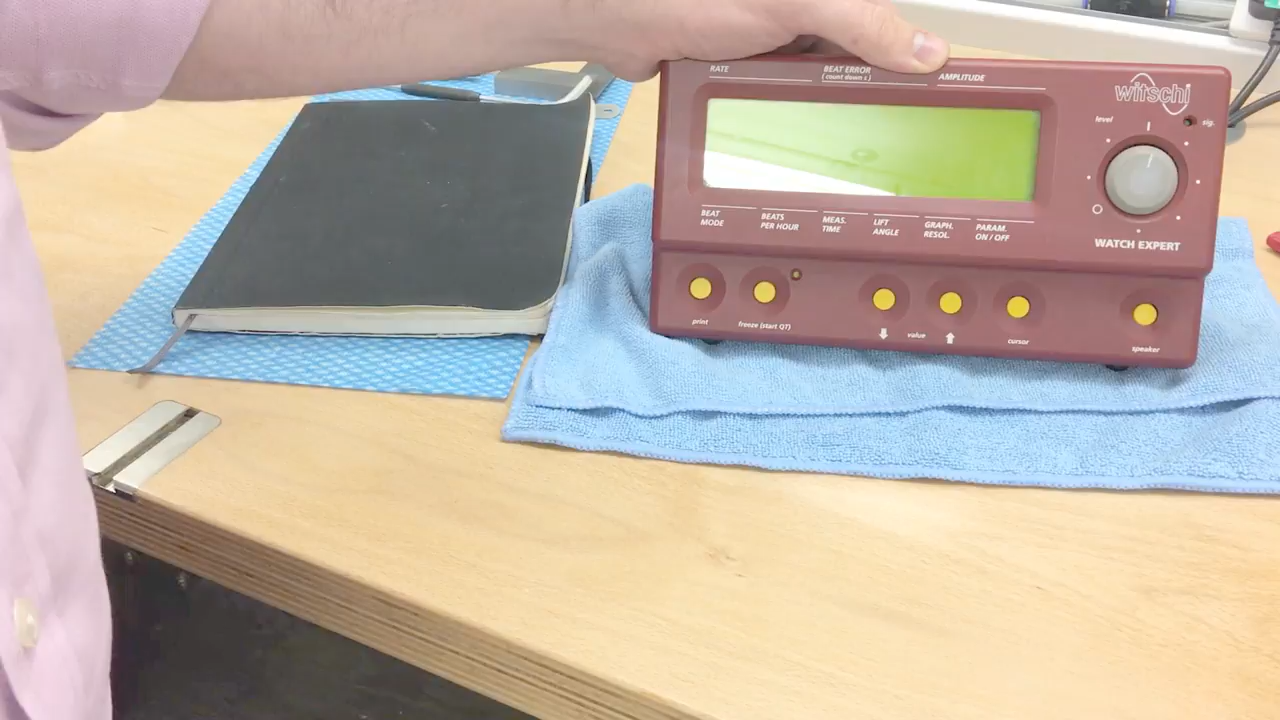 RATE
BEAT ERROR
( count down s )
AMPLITUDE
witschi
level
sig.
BEAT
MODE
BEATS
PER HOUR
MEAS.
TIME
LIFT
ANGLE
GRAPH.
RESOL.
PARAM.
ON / OFF
WATCH EXPERT
print
freeze (start QT)
value
cursor
speaker